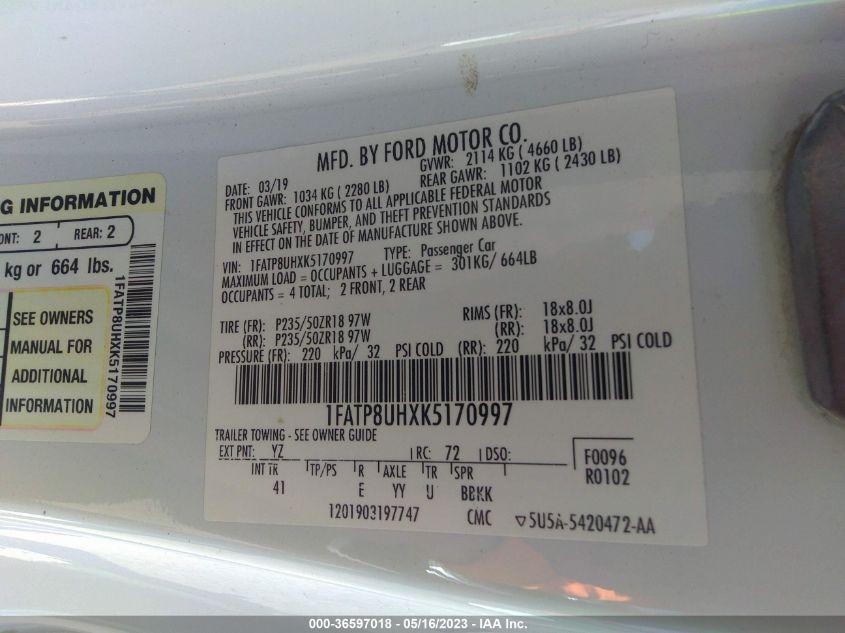 G INFORMATION
ONT: 2 REAR: 2
kg or 664 lbs.
SEE OWNERS
MANUAL FOR
ADDITIONAL
INFORMATION
1FATP8UHXK5170997
MFD. BY FORD MOTOR CO.
DATE: 03/19 GVWR: 2114 KG ( 4660 LB)
FRONT GAWR: 1034 KG ( 2280 LB) REAR GAWR: 1102 KG ( 2430 LB)
THIS VEHICLE CONFORMS TO ALL APPLICABLE FEDERAL MOTOR
VEHICLE SAFETY, BUMPER, AND THEFT PREVENTION STANDARDS
IN EFFECT ON THE DATE OF MANUFACTURE SHOWN ABOVE.
VIN: 1FATP8UHXK5170997 TYPE: Passenger Car
MAXIMUM LOAD = OCCUPANTS + LUGGAGE = 301KG/ 664LB
OCCUPANTS = 4 TOTAL; 2 FRONT, 2 REAR
TIRE (FR): P235/50ZR18 97W RIMS (FR): 18x8.0J
(RR): P235/50ZR18 97W (RR): 18x8.0J
PRESSURE (FR): 220 kPa/ 32 PSI COLD (RR): 220 kPa/ 32 PSI COLD
1FATP8UHXK5170997
TRAILER TOWING - SEE OWNER GUIDE
EXT PNT: YZ RC: 72 DSO: F0096
R0102
INT TR TP/PS R AXLE TR SPR
41 E YY U BBKK
1201903197747 CMC 5U5A-5420472-AA
000-36597018 - 05/16/2023 - IAA Inc.